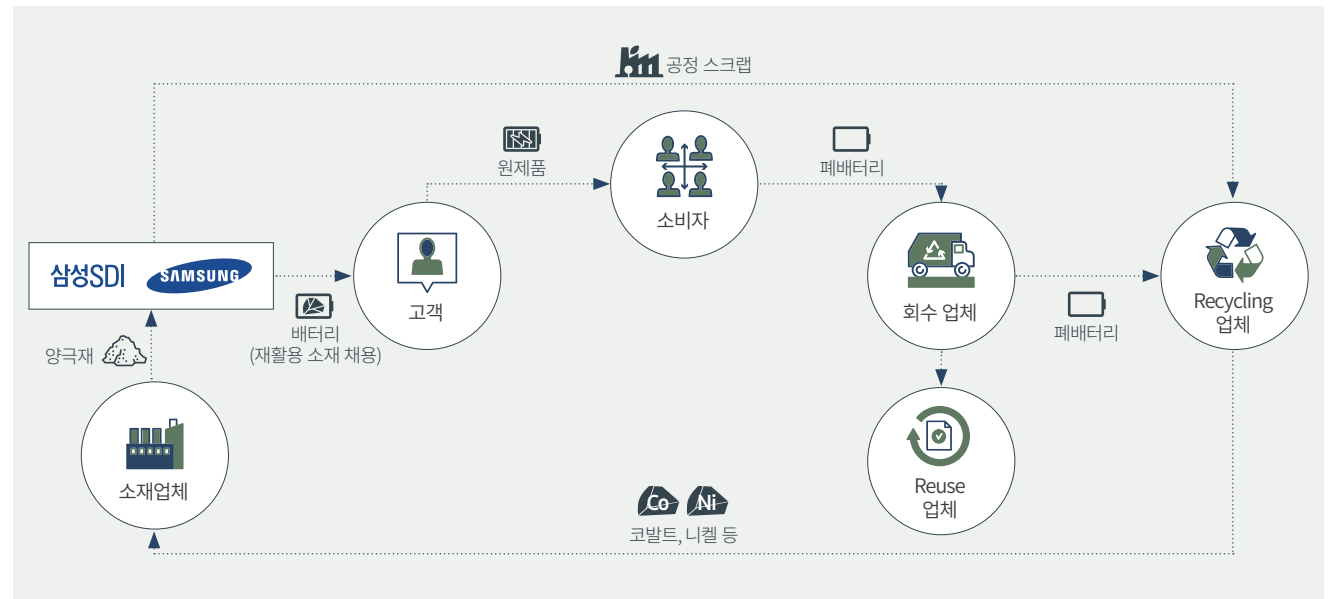 공정 스크랩
원제품
폐배터리
소비자
삼성SDI
SAMSUNG
배터리
(재활용 소재 채용)
고객
회수 업체
폐배터리
Recycling
업체
양극재
소재업체
Reuse
업체
Co
Ni
코발트, 니켈 등